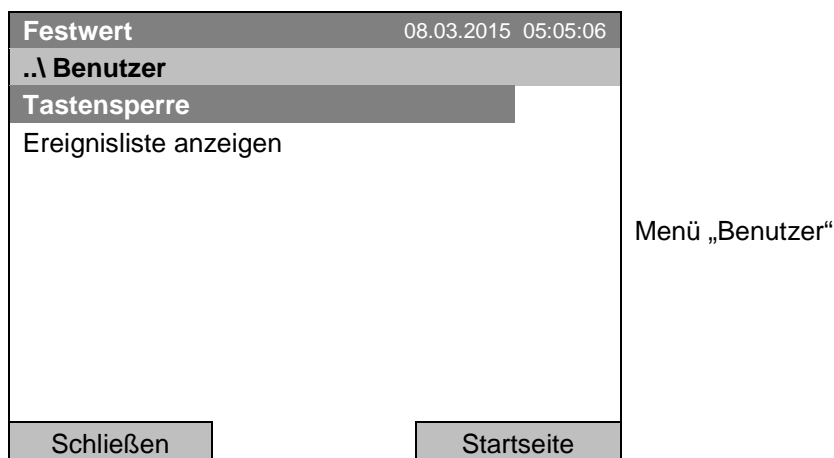 Festwert 08.03.2015 05:05:06
..\ Benutzer
Tastensperre
Ereignisliste anzeigen
Menü „Benutzer“
Schließen Startseite